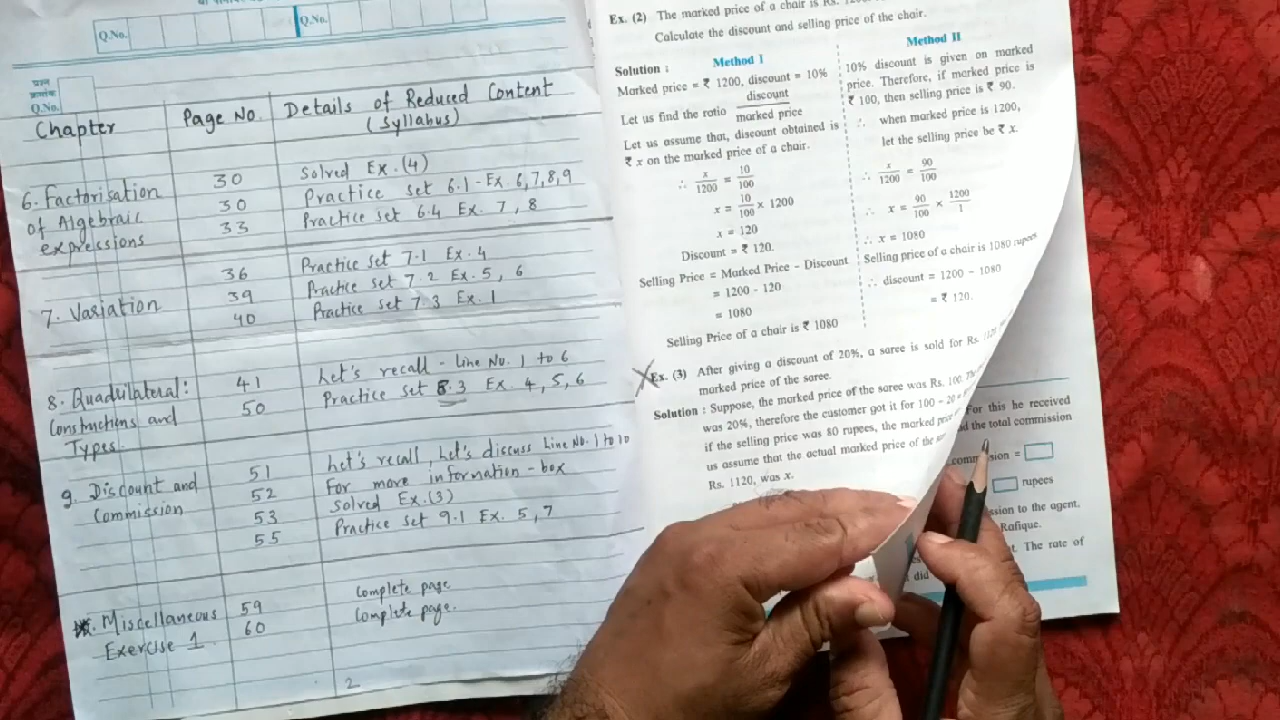 Q.No.
Q.No.
प्रश्न
क्रमांक
Q.No.
Chapter Page No. Details of Reduced Content
(Syllabus)
6. Factorisation
of Algebraic
expressions
30 Solved Ex.(4)
30 Practice set 6.1 - Ex. 6,7,8,9
33 Practice set 6.4 Ex. 7, 8
7. Variation
36 Practice set 7.1 Ex. 4
39 Practice set 7.2 Ex. 5, 6
40 Practice set 7.3 Ex. 1
8. Quadilateral:
Constructions and
Types.
41 Let's recall - line No. 1 to 6
50 Practice set 8.3 Ex. 4, 5, 6
9. Discount and
Commission
51 Let's recall, Let's discuss Line No. 1 to 10
52 For more information - box
53 Solved Ex.(3)
55 Practice set 9.1 Ex. 5, 7
Miscellaneous
Exercise 1
59 Complete page
60 Complete page.
2
Ex. (2) The marked price of a chair is Rs.
Calculate the discount and selling price of the chair.
Method I
Solution :
Marked price = ₹ 1200, discount = 10%
Let us find the ratio discount
marked price
Let us assume that, discount obtained is
₹ x on the marked price of a chair.
∴ x/1200 = 10/100
x = 10/100 × 1200
x = 120
Discount = ₹ 120.
Selling Price = Marked Price - Discount
= 1200 - 120
= 1080
Selling Price of a chair is ₹ 1080
Method II
10% discount is given on marked
price. Therefore, if marked price is
₹ 100, then selling price is ₹ 90.
∴ when marked price is 1200,
let the selling price be ₹ x.
∴ x/1200 = 90/100
∴ x = 90/100 × 1200/1
∴ x = 1080
Selling price of a chair is 1080 rupees
∴ discount = 1200 - 1080
= ₹ 120.
Ex. (3) After giving a discount of 20%, a saree is sold for Rs.
marked price of the saree.
Solution : Suppose, the marked price of the saree was Rs. 100.
was 20%, therefore the customer got it for 100 - 20 =
if the selling price was 80 rupees, the marked price
us assume that the actual marked price of the
Rs. 1120, was x.
For this he received
the total commission
=
rupees
to the agent.
Rafique.
The rate of
did